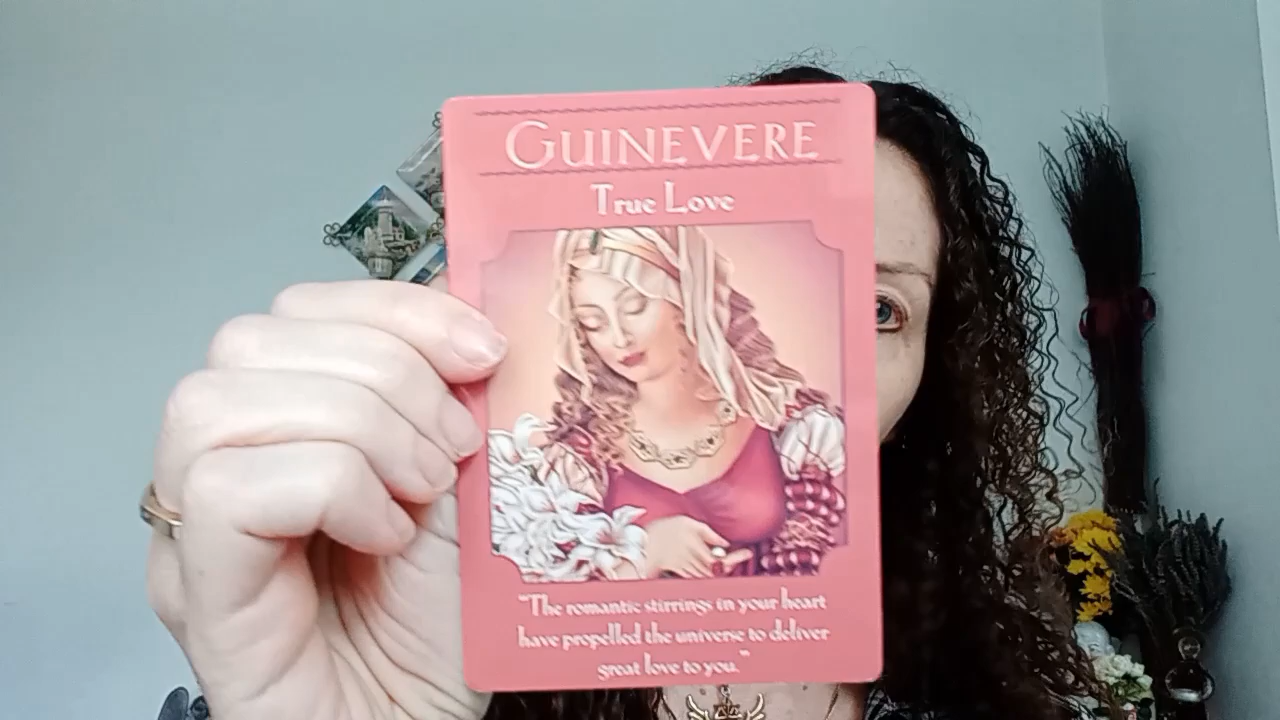 GUINEVERE
True Love
"The romantic stirrings in your heart
have propelled the universe to deliver
great love to you."